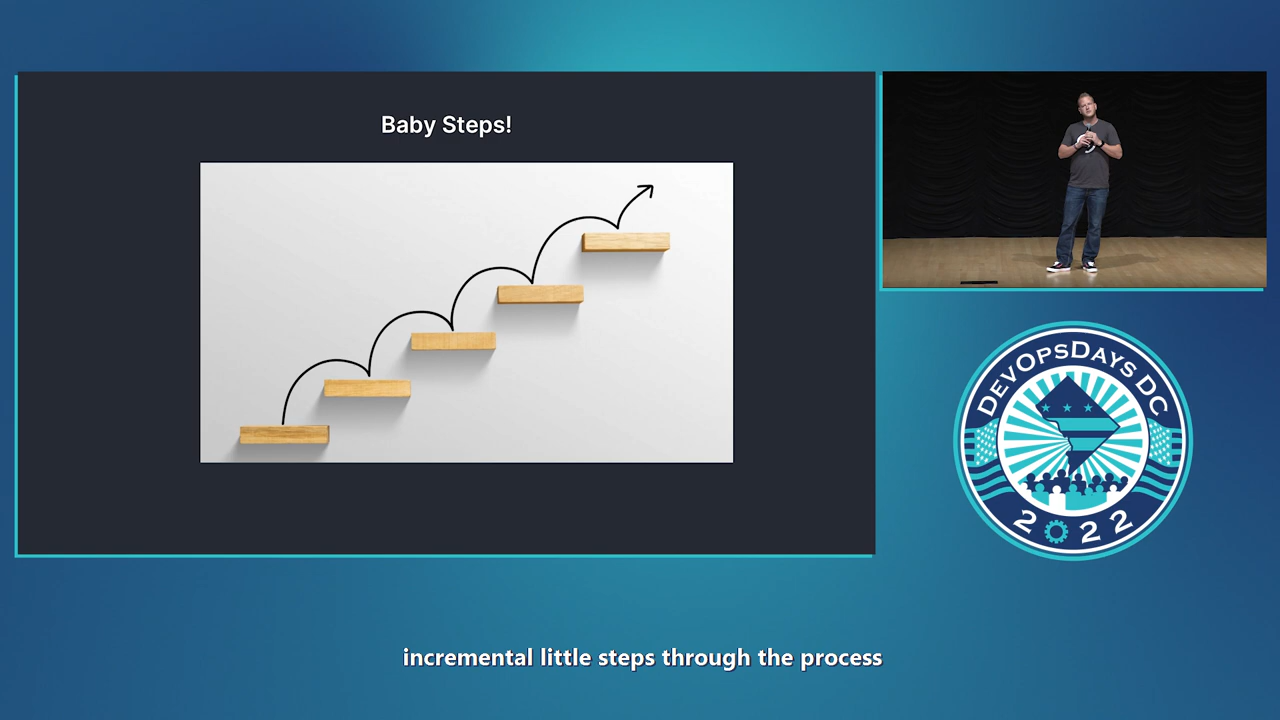 Baby Steps!
DEVOPSDAYS DC
2022
incremental little steps through the process